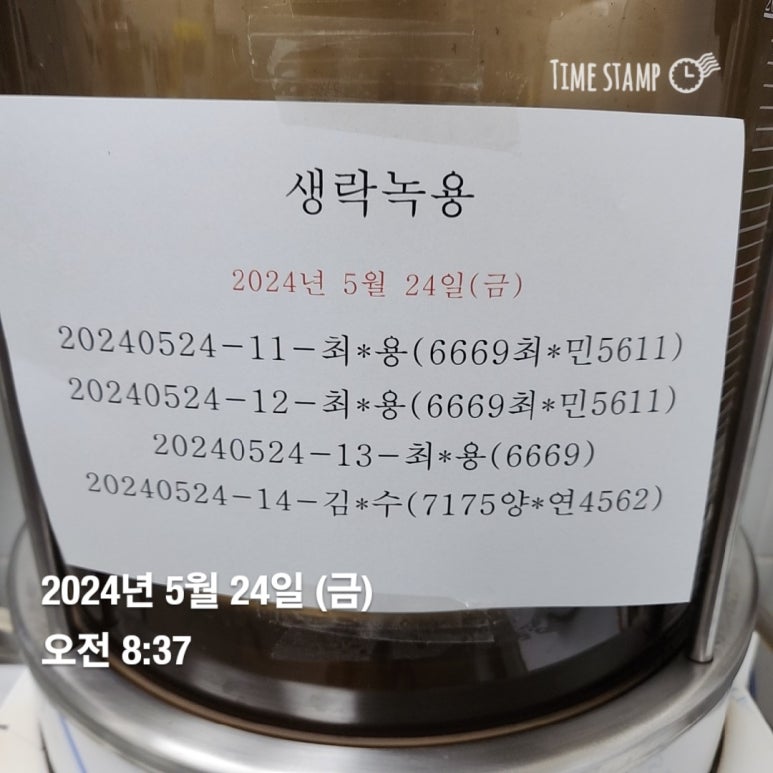 TIME STAMP
생락녹용
2024년 5월 24일(금)
20240524-11-최*용(6669최*민5611)
20240524-12-최*용(6669최*민5611)
20240524-13-최*용(6669)
20240524-14-김*수(7175양*연4562)
2024년 5월 24일 (금)
오전 8:37